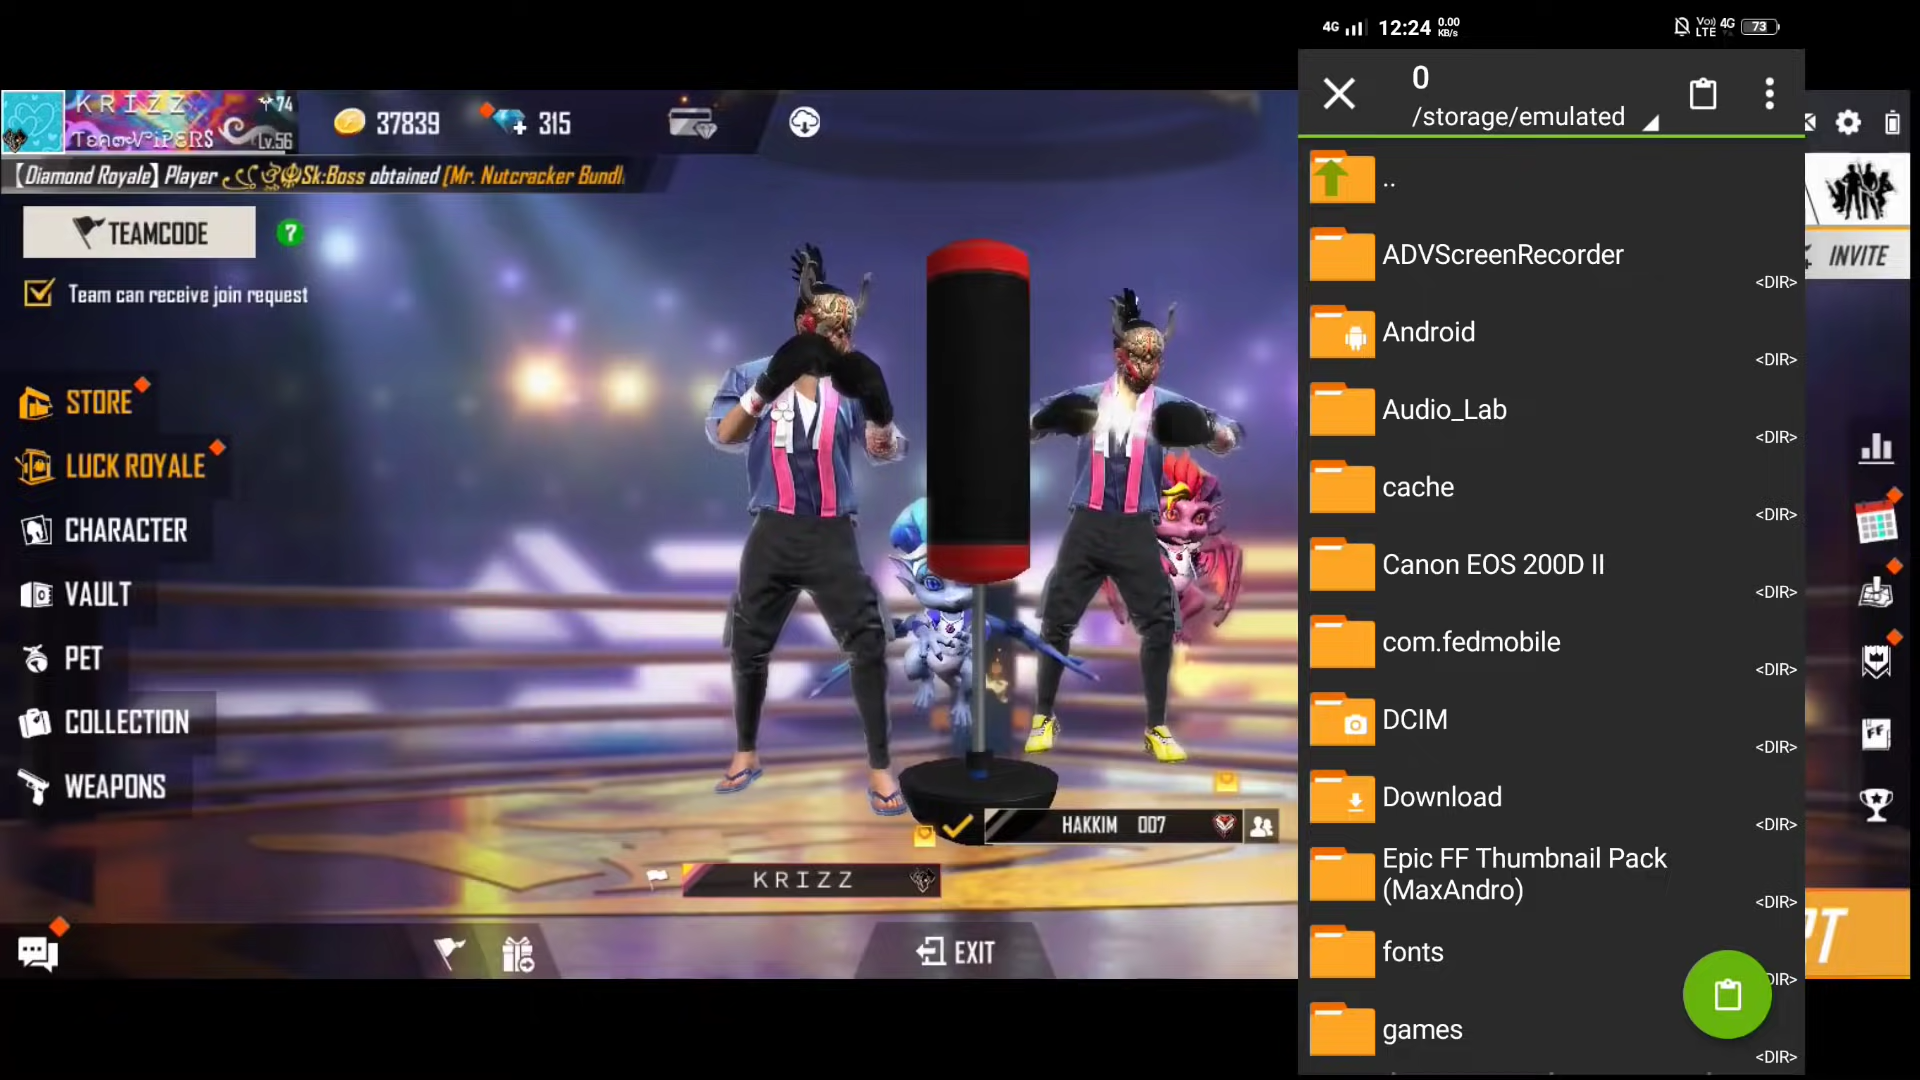 KRIZZ
74
TEAMViPERS
Lv.56
37839
315
[Diamond Royale] Player Sk:Boss obtained [Mr. Nutcracker Bundl
TEAMCODE
?
Team can receive join request
STORE
LUCK ROYALE
CHARACTER
VAULT
PET
COLLECTION
WEAPONS
HAKKIM 007
KRIZZ
EXIT
INVITE
FF
RT
4G 12:24 0.00 KB/s
Vo) LTE 4G 73
0
/storage/emulated
..
ADVScreenRecorder
<DIR>
Android
<DIR>
Audio_Lab
<DIR>
cache
<DIR>
Canon EOS 200D II
<DIR>
com.fedmobile
<DIR>
DCIM
<DIR>
Download
<DIR>
Epic FF Thumbnail Pack
(MaxAndro)
<DIR>
fonts
DIR>
games
<DIR>